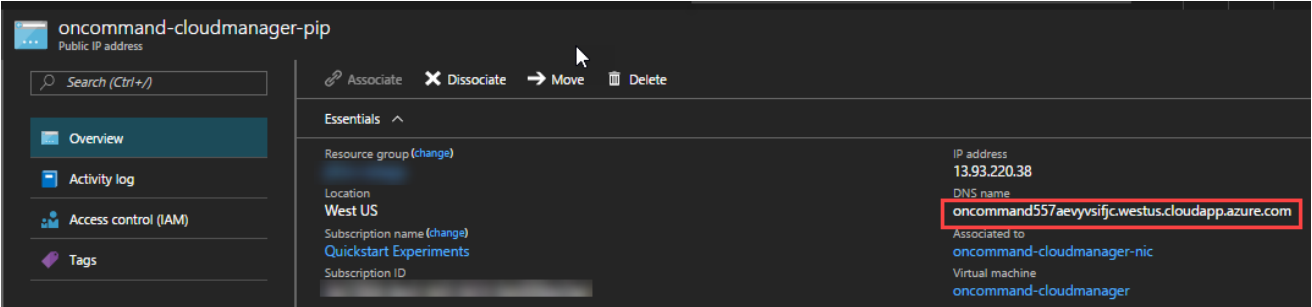 oncommand-cloudmanager-pip
Public IP address
Search (Ctrl+/)
Overview
Activity log
Access control (IAM)
Tags
Associate Dissociate Move Delete
Essentials
Resource group (change)
Location
West US
Subscription name (change)
Quickstart Experiments
Subscription ID
IP address
13.93.220.38
DNS name
oncommand557aevyvsifjc.westus.cloudapp.azure.com
Associated to
oncommand-cloudmanager-nic
Virtual machine
oncommand-cloudmanager